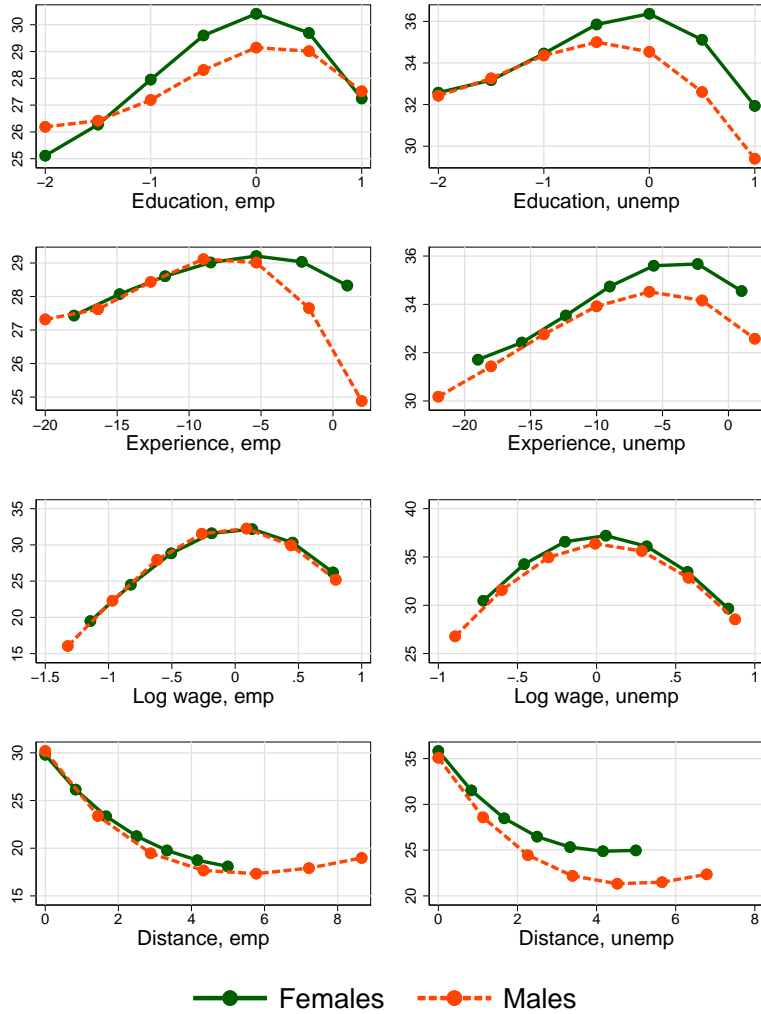 30
29
28
27
26
25
−2 −1 0 1
Education, emp
36
34
32
30
−2 −1 0 1
Education, unemp
29
28
27
26
25
−20 −15 −10 −5 0
Experience, emp
36
34
32
30
−20 −15 −10 −5 0
Experience, unemp
35
30
25
20
15
−1.5 −1 −.5 0 .5 1
Log wage, emp
40
35
30
25
−1 −.5 0 .5 1
Log wage, unemp
30
25
20
15
0 2 4 6 8
Distance, emp
35
30
25
20
0 2 4 6 8
Distance, unemp
Females Males